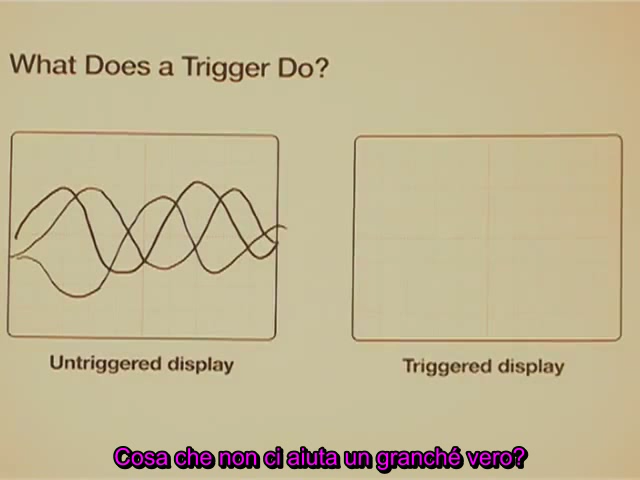 What Does a Trigger Do?
Untriggered display
Triggered display
Cosa che non ci aiuta un granché vero?